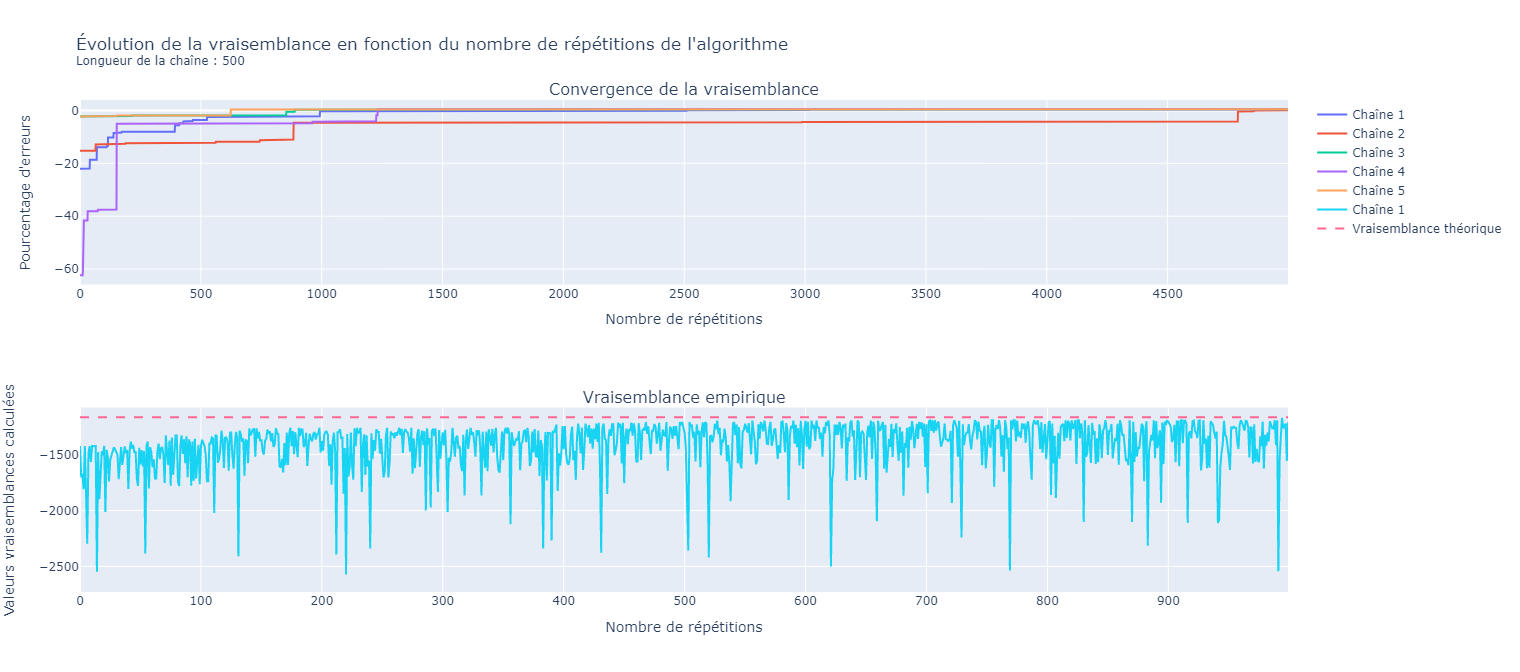 Évolution de la vraisemblance en fonction du nombre de répétitions de l'algorithme
Longueur de la chaîne : 500
Convergence de la vraisemblance
Pourcentage d'erreurs
0
−20
−40
−60
0 500 1000 1500 2000 2500 3000 3500 4000 4500
Nombre de répétitions
Chaîne 1
Chaîne 2
Chaîne 3
Chaîne 4
Chaîne 5
Chaîne 1
Vraisemblance théorique
Vraisemblance empirique
Valeurs vraisemblances calculées
−1500
−2000
−2500
0 100 200 300 400 500 600 700 800 900
Nombre de répétitions